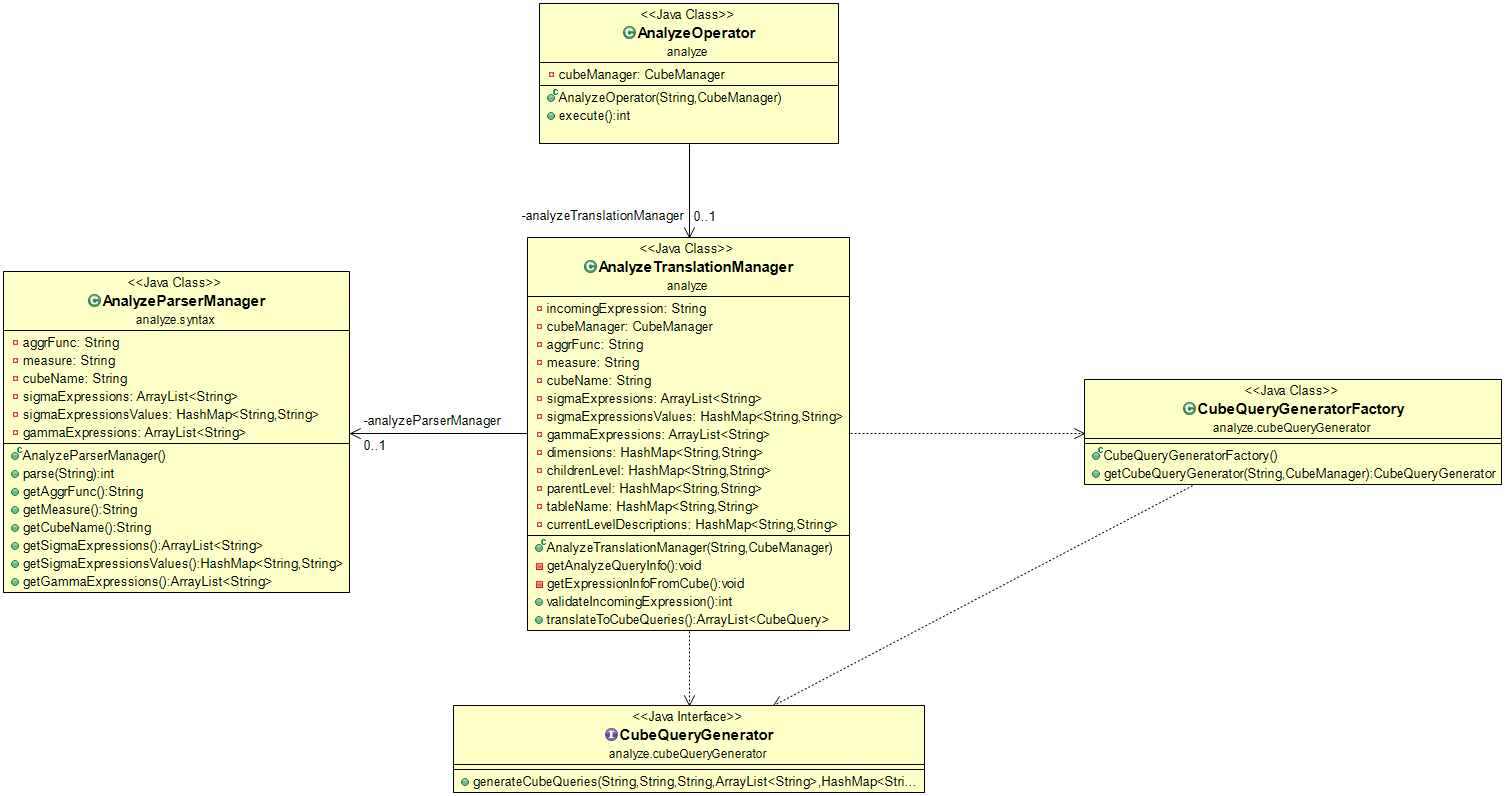 <<Java Class>>
AnalyzeOperator
analyze
cubeManager: CubeManager
AnalyzeOperator(String,CubeManager)
execute():int
-analyzeTranslationManager 0..1
<<Java Class>>
AnalyzeTranslationManager
analyze
incomingExpression: String
cubeManager: CubeManager
aggrFunc: String
measure: String
cubeName: String
sigmaExpressions: ArrayList<String>
sigmaExpressionsValues: HashMap<String,String>
gammaExpressions: ArrayList<String>
dimensions: HashMap<String,String>
childrenLevel: HashMap<String,String>
parentLevel: HashMap<String,String>
tableName: HashMap<String,String>
currentLevelDescriptions: HashMap<String,String>
AnalyzeTranslationManager(String,CubeManager)
getAnalyzeQueryInfo():void
getExpressionInfoFromCube():void
validateIncomingExpression():int
translateToCubeQueries():ArrayList<CubeQuery>
<<Java Class>>
AnalyzeParserManager
analyze.syntax
aggrFunc: String
measure: String
cubeName: String
sigmaExpressions: ArrayList<String>
sigmaExpressionsValues: HashMap<String,String>
gammaExpressions: ArrayList<String>
AnalyzeParserManager()
parse(String):int
getAggrFunc():String
getMeasure():String
getCubeName():String
getSigmaExpressions():ArrayList<String>
getSigmaExpressionsValues():HashMap<String,String>
getGammaExpressions():ArrayList<String>
-analyzeParserManager
0..1
<<Java Class>>
CubeQueryGeneratorFactory
analyze.cubeQueryGenerator
CubeQueryGeneratorFactory()
getCubeQueryGenerator(String,CubeManager):CubeQueryGenerator
<<Java Interface>>
CubeQueryGenerator
analyze.cubeQueryGenerator
generateCubeQueries(String,String,String,ArrayList<String>,HashMap<Stri...